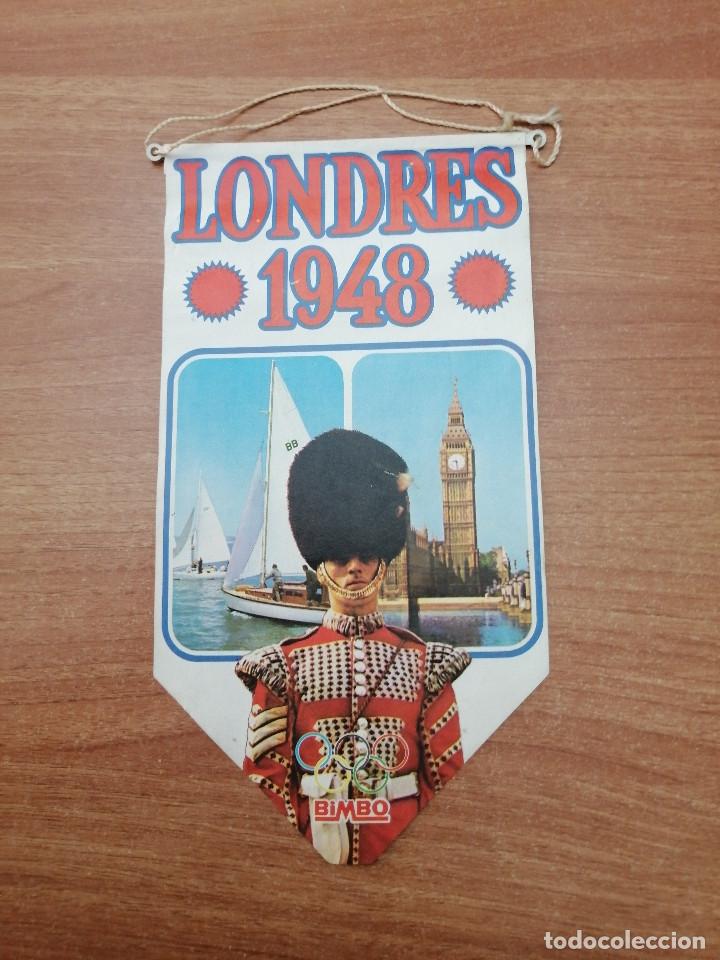 LONDRES
1948
BB
BiMBO
todocoleccion